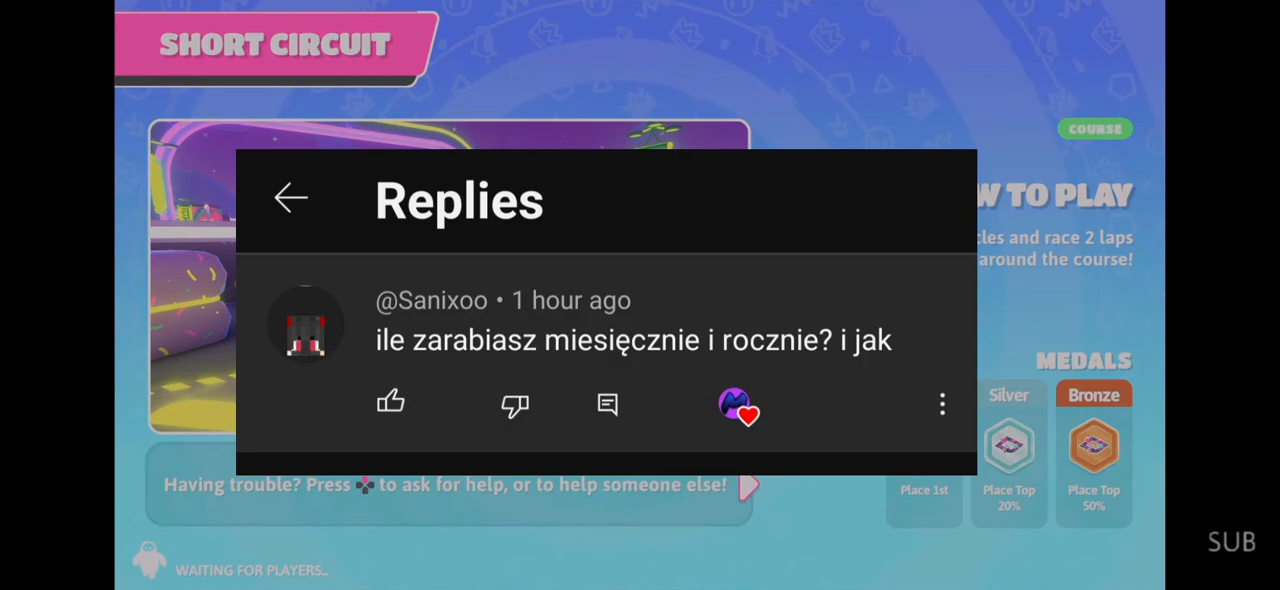 SHORT CIRCUIT
COURSE
Replies
W TO PLAY
cles and race 2 laps
around the course!
@Sanixoo • 1 hour ago
ile zarabiasz miesięcznie i rocznie? i jak
MEDALS
Silver
Bronze
Having trouble? Press to ask for help, or to help someone else!
Place 1st
Place Top
20%
Place Top
50%
SUB
WAITING FOR PLAYERS...